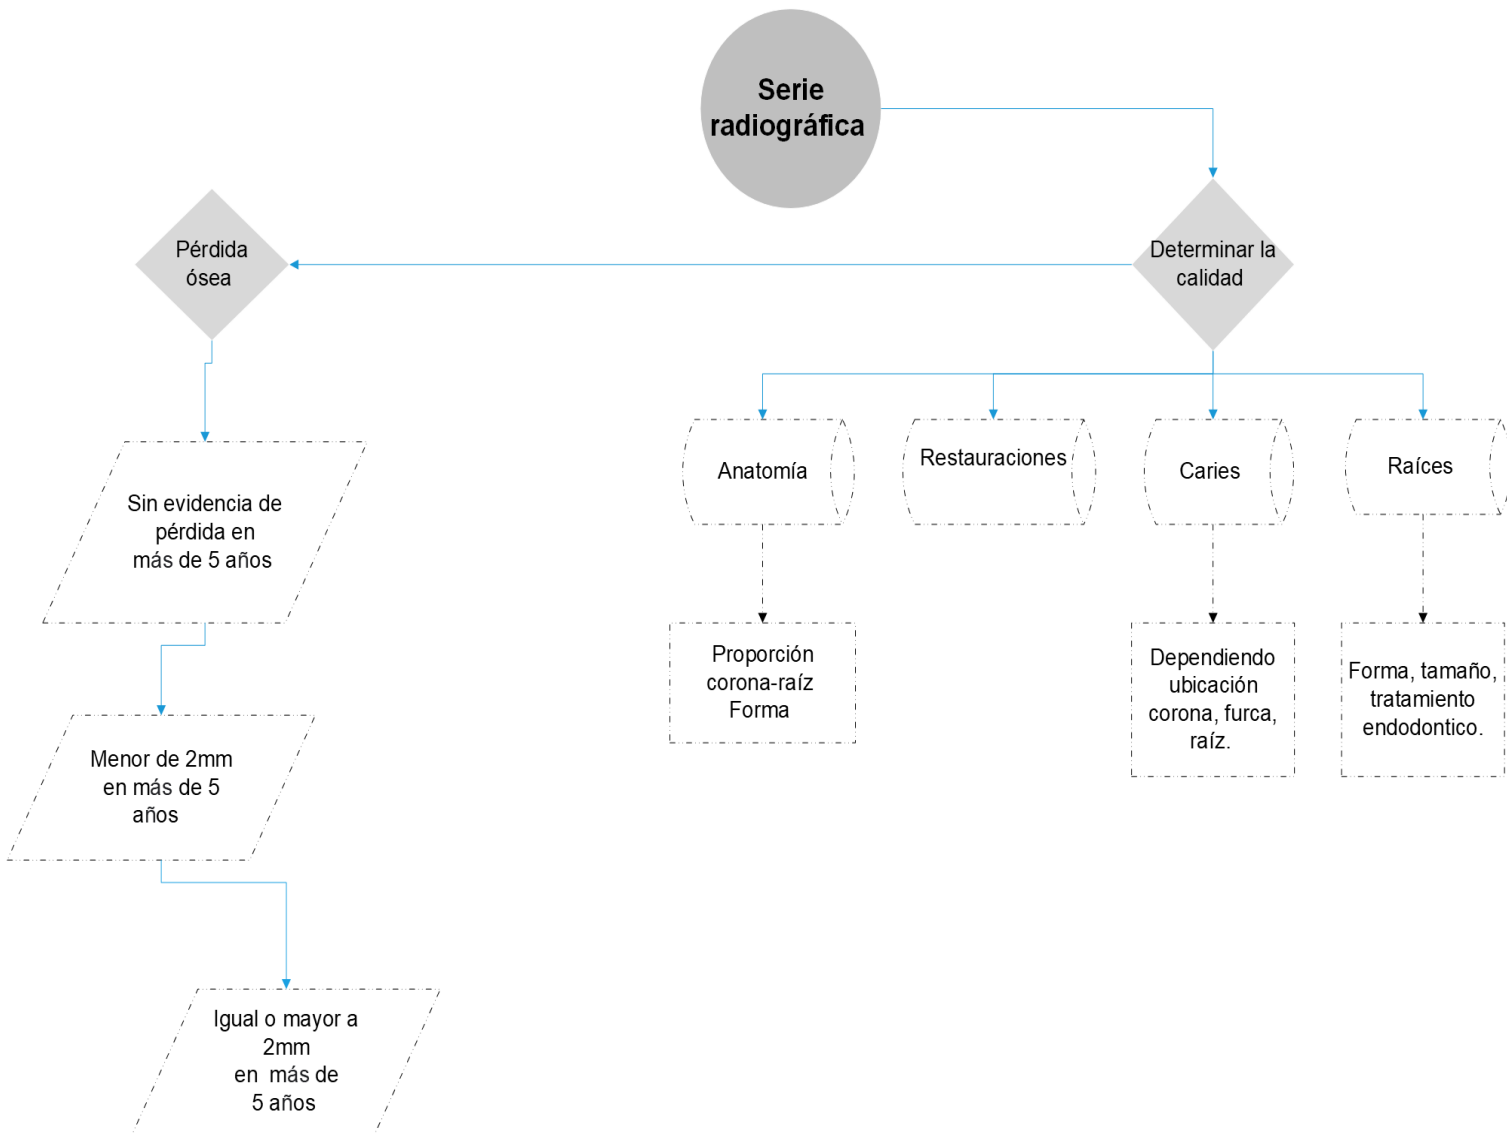 Serie
radiográfica
Pérdida
ósea
Determinar la
calidad
Anatomía
Restauraciones
Caries
Raíces
Sin evidencia de
pérdida en
más de 5 años
Proporción
corona-raíz
Forma
Dependiendo
ubicación
corona, furca,
raíz.
Forma, tamaño,
tratamiento
endodontico.
Menor de 2mm
en más de 5
años
Igual o mayor a
2mm
en más de
5 años